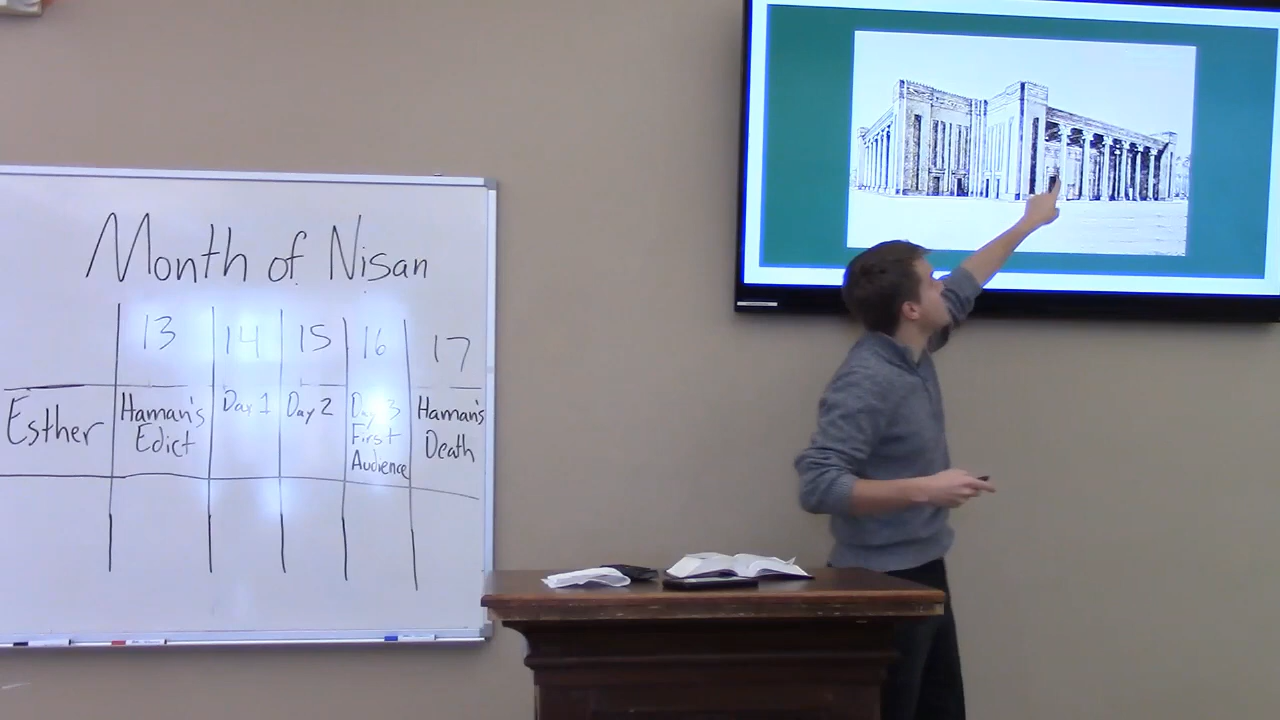 Month of Nisan
13 14 15 16 17
Esther Haman's Edict Day 1 Day 2 Day 3 First Audience Haman's Death